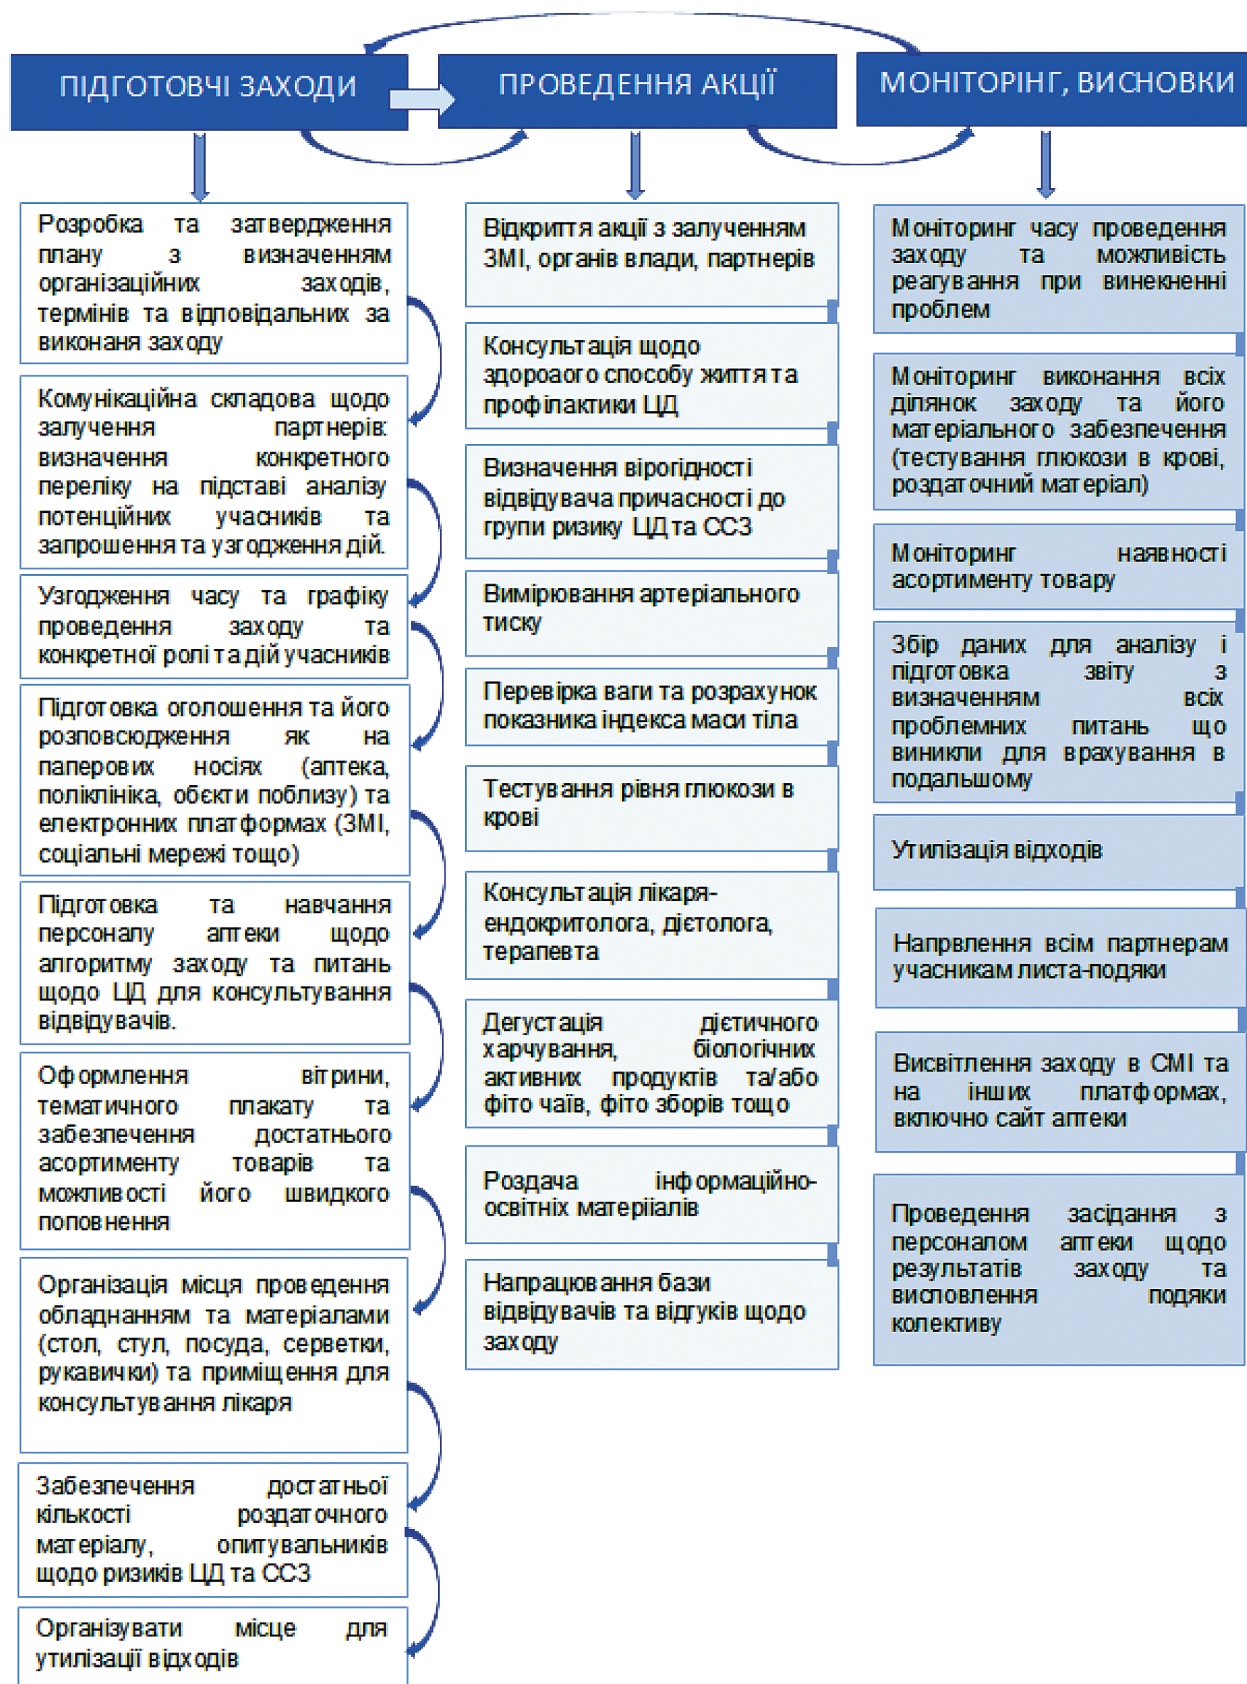 ПІДГОТОВЧІ ЗАХОДИ
ПРОВЕДЕННЯ АКЦІЇ
МОНІТОРІНГ, ВИСНОВКИ
Розробка та затвердження
плану з визначенням
організаційних заходів,
термінів та відповідальних за
виконаня заходу
Комунікаційна складова щодо
залучення партнерів:
визначення конкретного
переліку на підставі аналізу
потенційних учасників та
запрошення та узгодження дій.
Узгодження часу та графіку
проведення заходу та
конкретної ролі та дій учасників
Підготовка оголошення та його
розповсюдження як на
паперових носіях (аптека,
поліклініка, обєкти поблизу) та
електронних платформах (ЗМІ,
соціальні мережі тощо)
Підготовка та навчання
персоналу аптеки щодо
алгоритму заходу та питань
щодо ЦД для консультування
відвідувачів.
Оформлення вітрини,
тематичного плакату та
забезпечення достатнього
асортименту товарів та
можливості його швидкого
поповнення
Організація місця проведення
обладнанням та матеріалами
(стол, стул, посуда, серветки,
рукавички) та приміщення для
консультування лікаря
Забезпечення достатньої
кількості роздаточного
матеріалу, опитувальників
щодо ризиків ЦД та ССЗ
Організувати місце для
утилізації відходів
Відкриття акції з залученням
ЗМІ, органів влади, партнерів
Консультація щодо
здороаого способу життя та
профілактики ЦД
Визначення вірогідності
відвідувача причасності до
групи ризику ЦД та ССЗ
Вимірювання артеріального
тиску
Перевірка ваги та розрахунок
показника індекса маси тіла
Тестування рівня глюкози в
крові
Консультація лікаря-
ендокритолога, дієтолога,
терапевта
Дегустація дієтичного
харчування, біологічних
активних продуктів та/або
фіто чаїв, фіто зборів тощо
Роздача інформаційно-
освітніх матерііалів
Напрацювання бази
відвідувачів та відгуків щодо
заходу
Моніторинг часу проведення
заходу та можливість
реагування при винекненні
проблем
Моніторинг виконання всіх
ділянок заходу та його
матеріального забезпечення
(тестування глюкози в крові,
роздаточний матеріал)
Моніторинг наявності
асортименту товару
Збір даних для аналізу і
підготовка звіту з
визначенням всіх
проблемних питань що
виникли для врахування в
подальшому
Утилізація відходів
Напрвлення всім партнерам
учасникам листа-подяки
Висвітлення заходу в СМІ та
на інших платформах,
включно сайт аптеки
Проведення засідання з
персоналом аптеки щодо
результатів заходу та
висловлення подяки
колективу